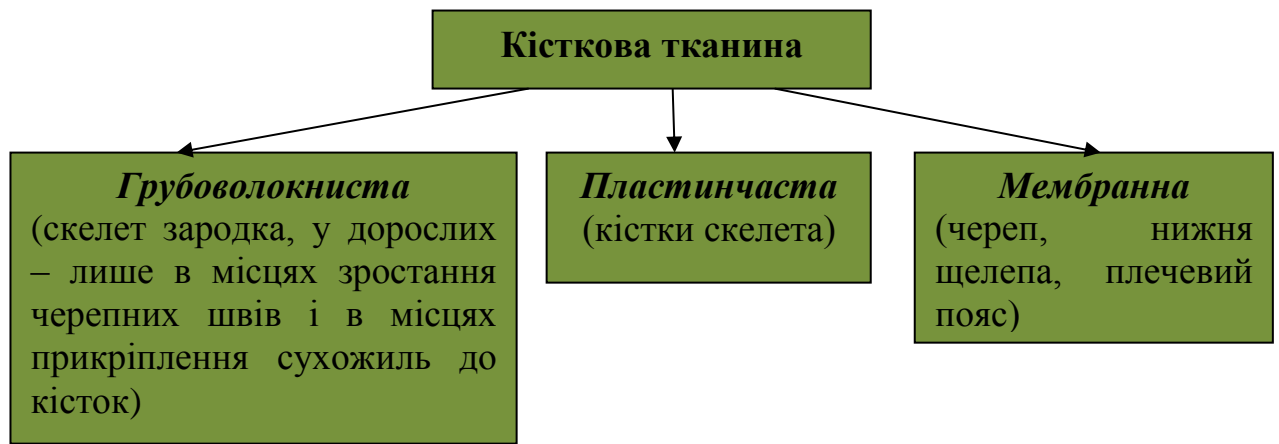 Кісткова тканина
Грубоволокниста
(скелет зародка, у дорослих
– лише в місцях зростання
черепних швів і в місцях
прикріплення сухожиль до
кісток)
Пластинчаста
(кістки скелета)
Мембранна
(череп, нижня
щелепа, плечевий
пояс)